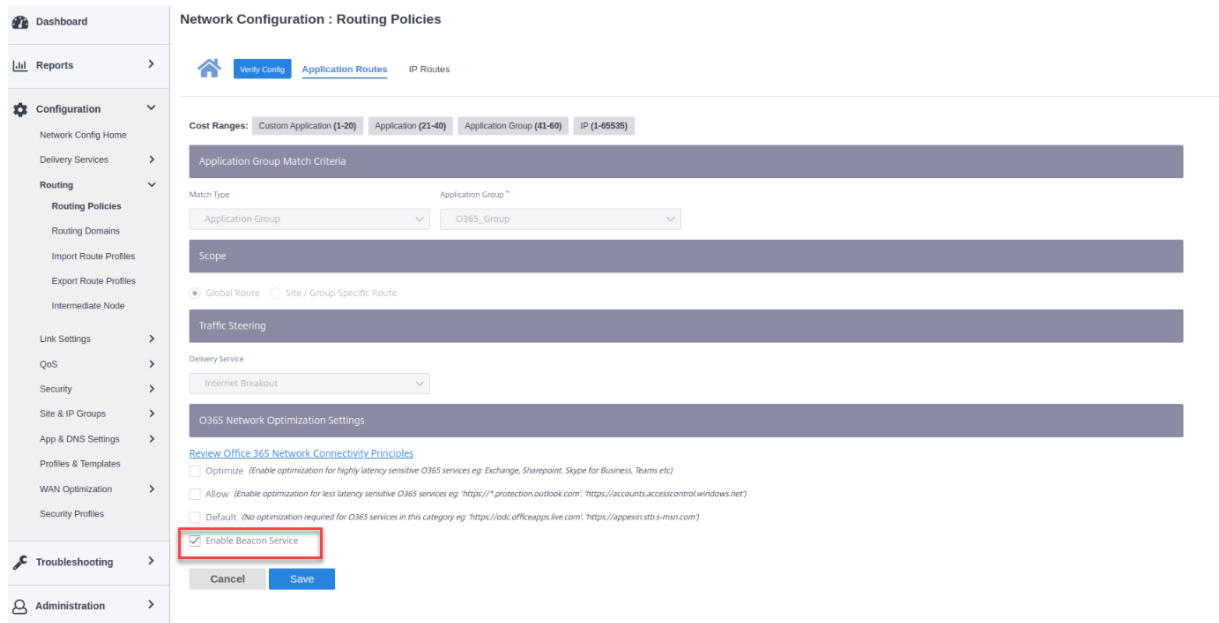 Dashboard
Reports
Configuration
Network Config Home
Delivery Services
Routing
Routing Policies
Routing Domains
Import Route Profiles
Export Route Profiles
Intermediate Node
Link Settings
QoS
Security
Site & IP Groups
App & DNS Settings
Profiles & Templates
WAN Optimization
Security Profiles
Troubleshooting
Administration
Network Configuration : Routing Policies
Verify Config Application Routes IP Routes
Cost Ranges: Custom Application (1-20) Application (21-40) Application Group (41-60) IP (1-65535)
Application Group Match Criteria
Match Type Application Group *
Application Group O365_Group
Scope
Global Route Site / Group Specific Route
Traffic Steering
Delivery Service
Internet Breakout
O365 Network Optimization Settings
Review Office 365 Network Connectivity Principles
Optimize (Enable optimization for highly latency sensitive O365 services eg: Exchange, Sharepoint, Skype for Business, Teams etc)
Allow (Enable optimization for less latency sensitive O365 services eg: 'https://*.protection.outlook.com', 'https://accounts.accesscontrol.windows.net')
Default (No optimization required for O365 services in this category eg: 'https://odc.officeapps.live.com', 'https://appexin.stb.s-msn.com')
Enable Beacon Service
Cancel Save